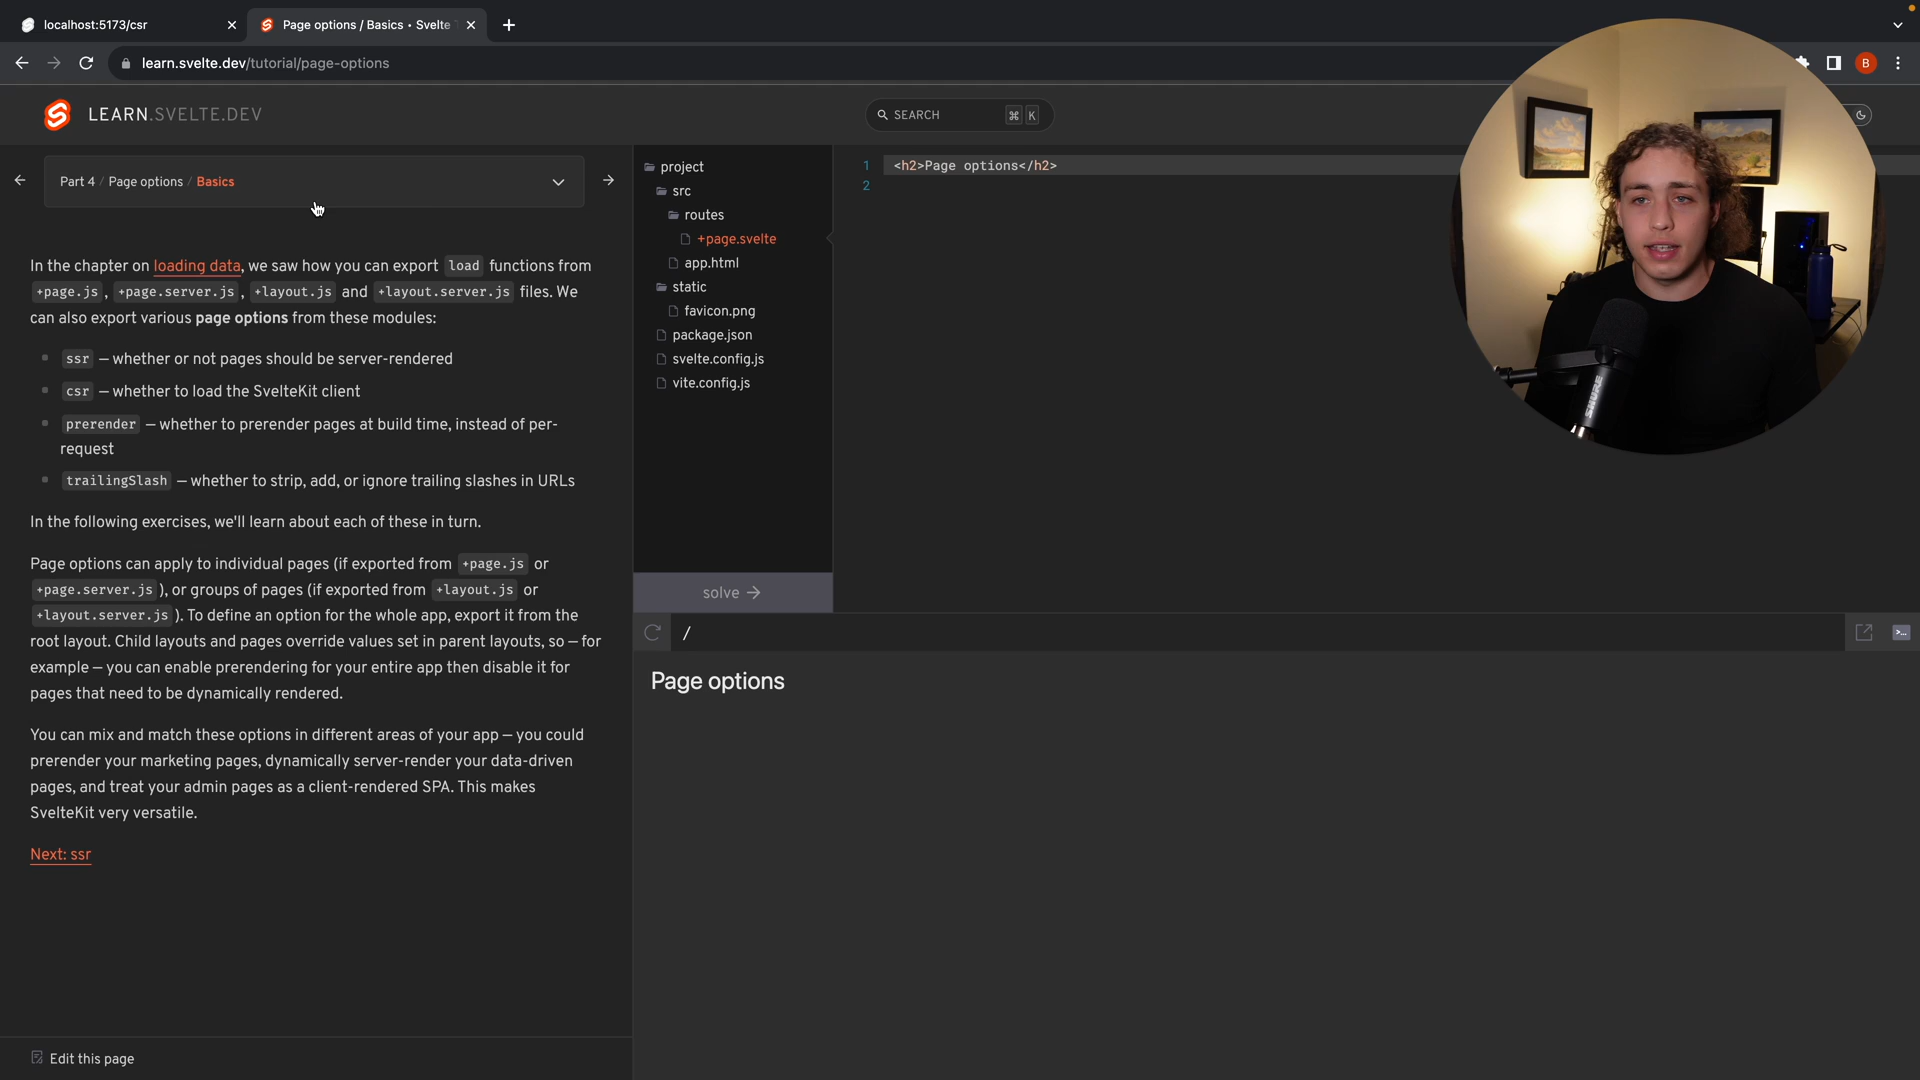 localhost:5173/csr
Page options / Basics • Svelte
learn.svelte.dev/tutorial/page-options
B
LEARN.SVELTE.DEV
SEARCH ⌘ K
Part 4 / Page options / Basics
In the chapter on loading data, we saw how you can export load functions from
+page.js, +page.server.js, +layout.js and +layout.server.js files. We
can also export various page options from these modules:
ssr — whether or not pages should be server-rendered
csr — whether to load the SvelteKit client
prerender — whether to prerender pages at build time, instead of per-
request
trailingSlash — whether to strip, add, or ignore trailing slashes in URLs
In the following exercises, we'll learn about each of these in turn.
Page options can apply to individual pages (if exported from +page.js or
+page.server.js), or groups of pages (if exported from +layout.js or
+layout.server.js). To define an option for the whole app, export it from the
root layout. Child layouts and pages override values set in parent layouts, so — for
example — you can enable prerendering for your entire app then disable it for
pages that need to be dynamically rendered.
You can mix and match these options in different areas of your app — you could
prerender your marketing pages, dynamically server-render your data-driven
pages, and treat your admin pages as a client-rendered SPA. This makes
SvelteKit very versatile.
Next: ssr
Edit this page
project
src
routes
+page.svelte
app.html
static
favicon.png
package.json
svelte.config.js
vite.config.js
solve →
1 <h2>Page options</h2>
2
/
Page options
SHURE